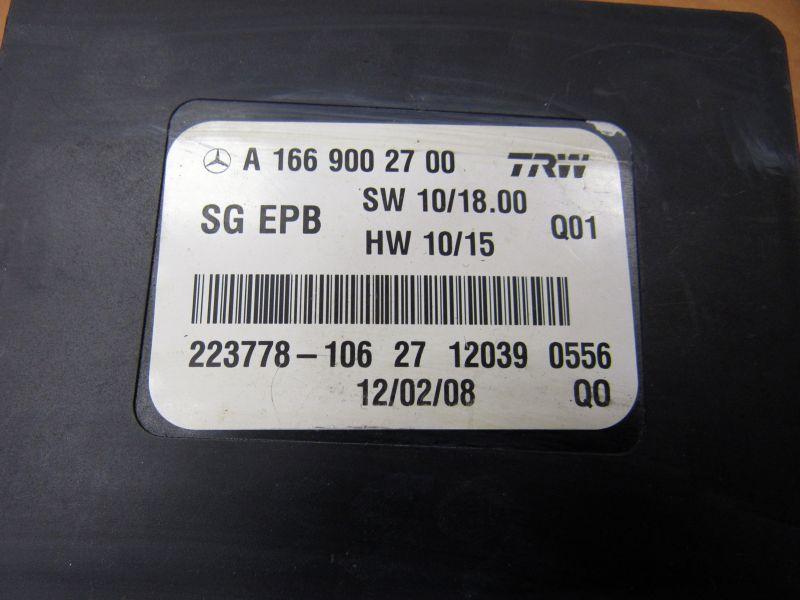 A 166 900 27 00 TRW
SG EPB SW 10/18.00 Q01
HW 10/15
223778-106 27 12039 0556
12/02/08 Q0